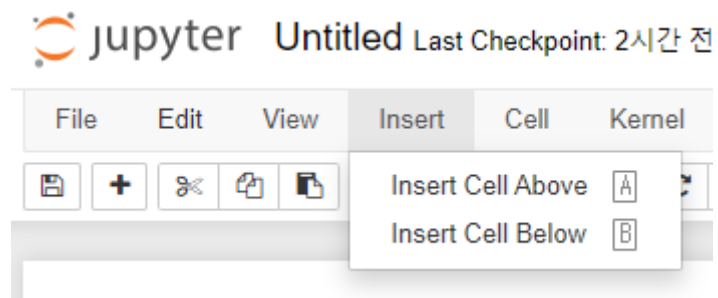 jupyter Untitled Last Checkpoint: 2시간 전
File Edit View Insert Cell Kernel
Insert Cell Above A
Insert Cell Below B